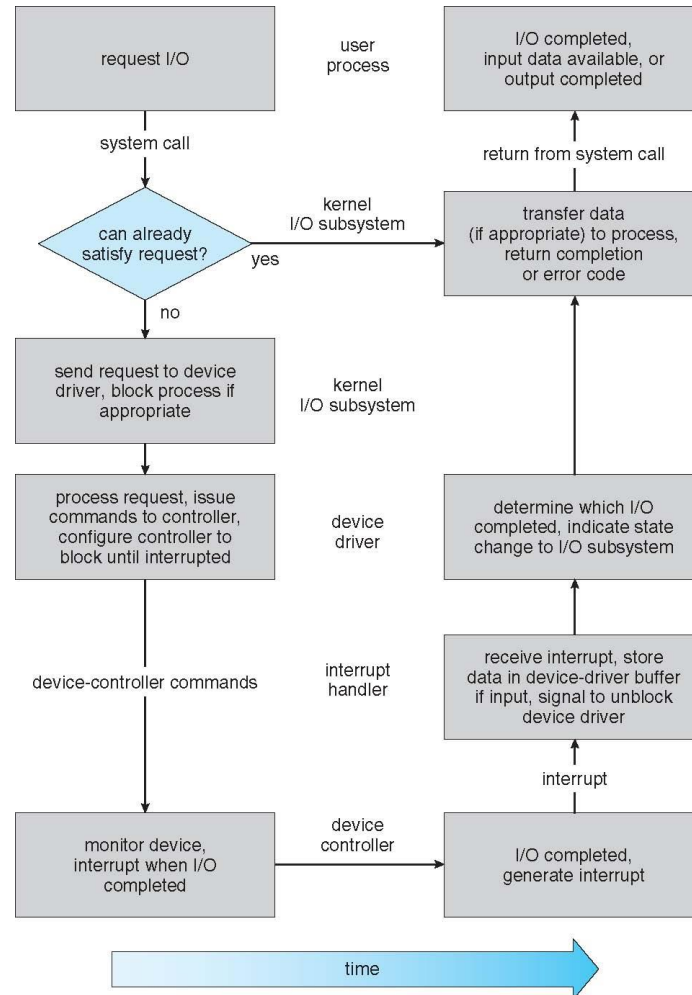 request I/O
user
process
I/O completed,
input data available, or
output completed
system call
return from system call
can already
satisfy request?
kernel
I/O subsystem
yes
transfer data
(if appropriate) to process,
return completion
or error code
no
send request to device
driver, block process if
appropriate
kernel
I/O subsystem
process request, issue
commands to controller,
configure controller to
block until interrupted
device
driver
determine which I/O
completed, indicate state
change to I/O subsystem
device-controller commands
interrupt
handler
receive interrupt, store
data in device-driver buffer
if input, signal to unblock
device driver
interrupt
monitor device,
interrupt when I/O
completed
device
controller
I/O completed,
generate interrupt
time